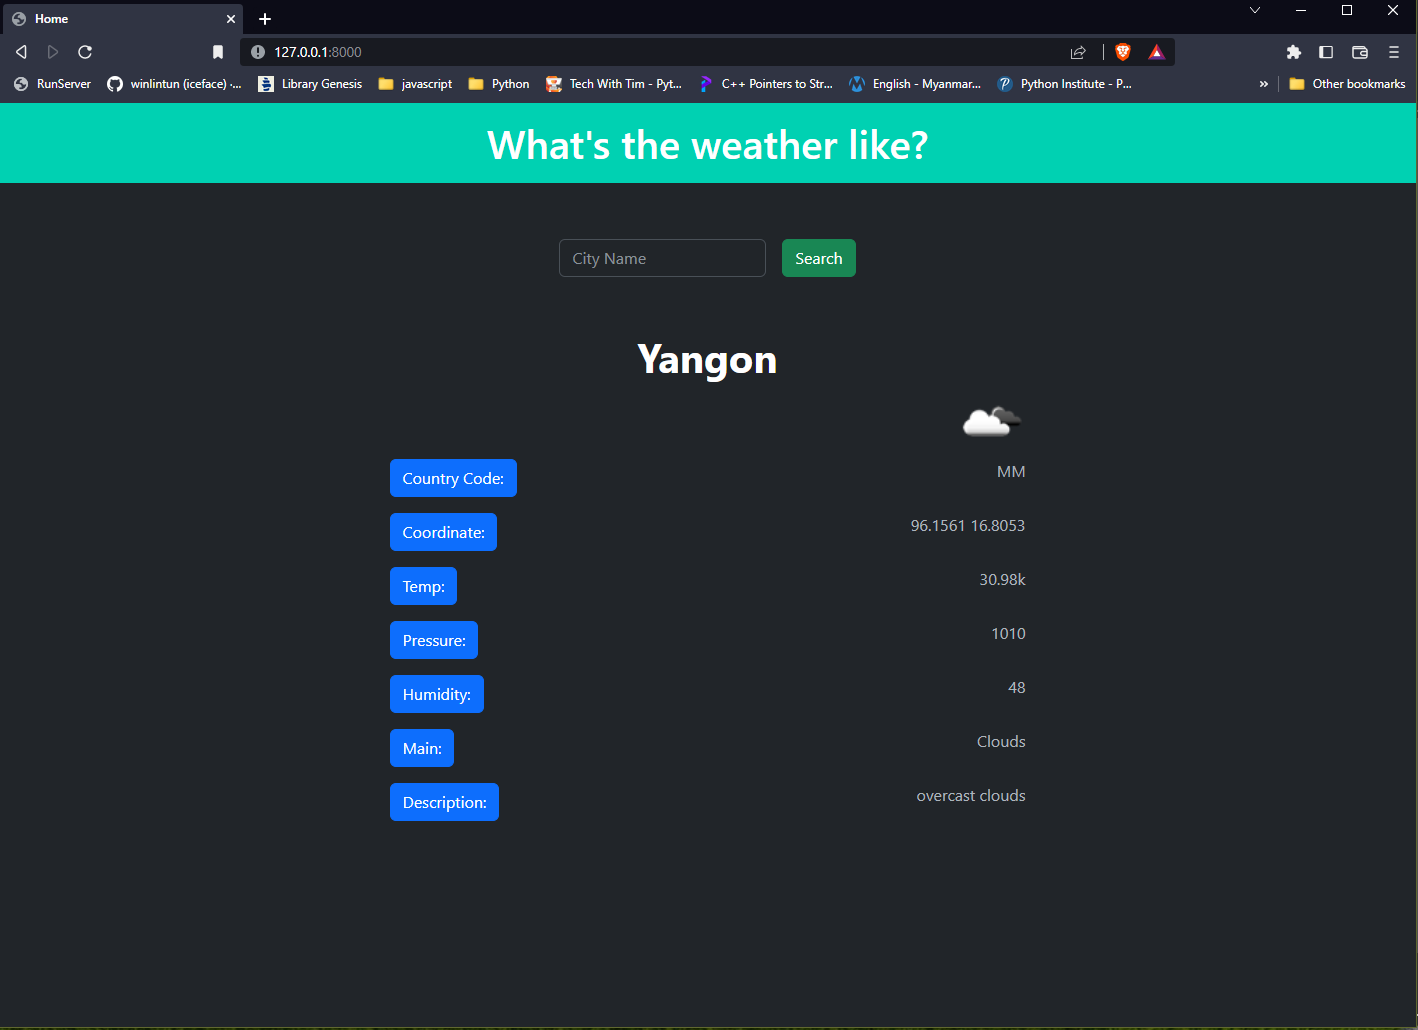 Home
127.0.0.1:8000
RunServer winlintun (iceface) ·... Library Genesis javascript Python Tech With Tim - Pyt... C++ Pointers to Str... English - Myanmar... Python Institute - P... » Other bookmarks
What's the weather like?
City Name Search
Yangon
Country Code: MM
Coordinate: 96.1561 16.8053
Temp: 30.98k
Pressure: 1010
Humidity: 48
Main: Clouds
Description: overcast clouds